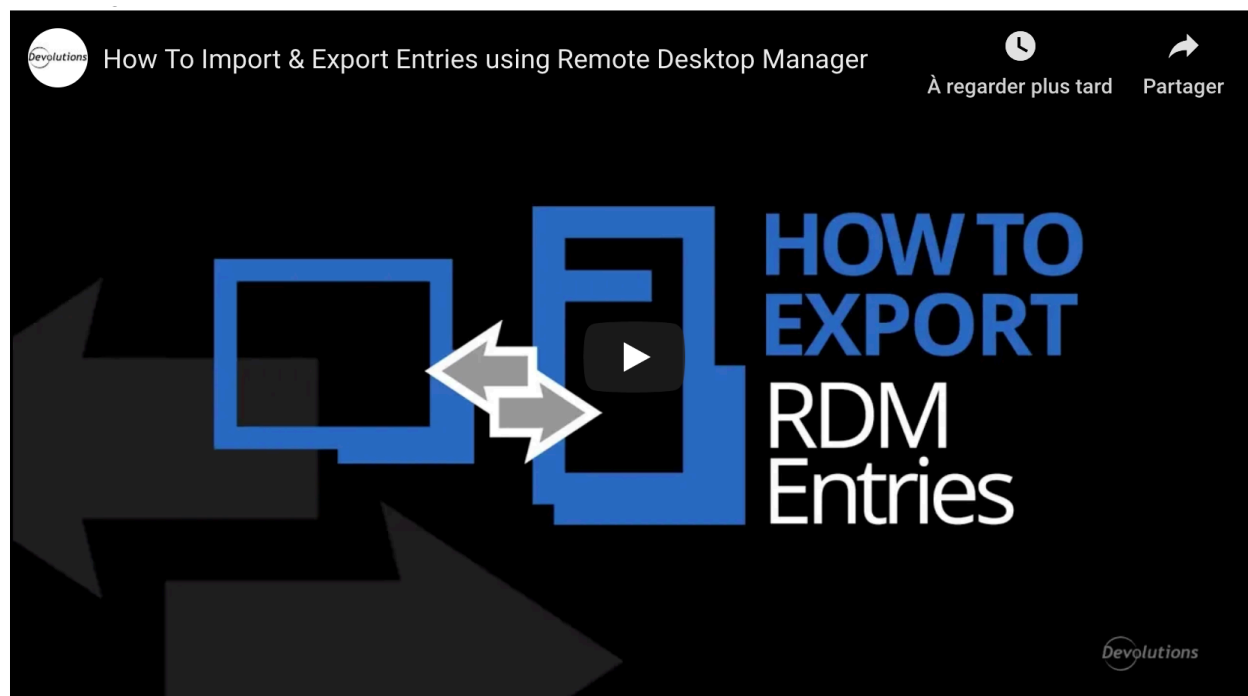 Devolutions
How To Import & Export Entries using Remote Desktop Manager
À regarder plus tard
Partager
HOW TO
EXPORT
RDM
Entries
Devolutions